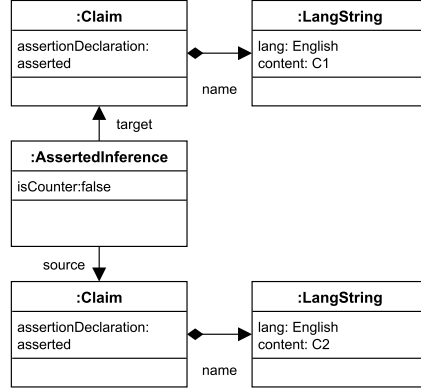 :Claim
:LangString
assertionDeclaration:
asserted
lang: English
content: C1
name
target
:AssertedInference
isCounter:false
source
:Claim
:LangString
assertionDeclaration:
asserted
lang: English
content: C2
name